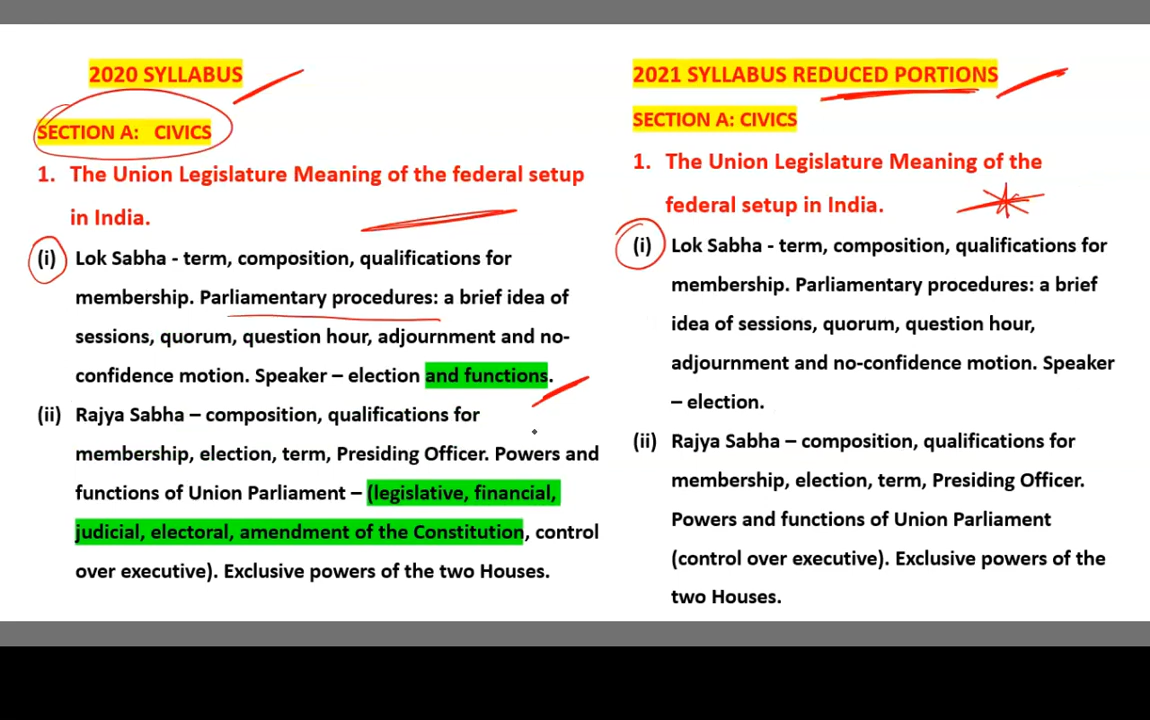 2020 SYLLABUS
SECTION A:   CIVICS
1. The Union Legislature Meaning of the federal setup
in India.
(i) Lok Sabha - term, composition, qualifications for
membership. Parliamentary procedures: a brief idea of
sessions, quorum, question hour, adjournment and no-
confidence motion. Speaker – election and functions.
(ii) Rajya Sabha – composition, qualifications for
membership, election, term, Presiding Officer. Powers and
functions of Union Parliament – (legislative, financial,
judicial, electoral, amendment of the Constitution, control
over executive). Exclusive powers of the two Houses.
2021 SYLLABUS REDUCED PORTIONS
SECTION A: CIVICS
1. The Union Legislature Meaning of the
federal setup in India.
(i) Lok Sabha - term, composition, qualifications for
membership. Parliamentary procedures: a brief
idea of sessions, quorum, question hour,
adjournment and no-confidence motion. Speaker
– election.
(ii) Rajya Sabha – composition, qualifications for
membership, election, term, Presiding Officer.
Powers and functions of Union Parliament
(control over executive). Exclusive powers of the
two Houses.